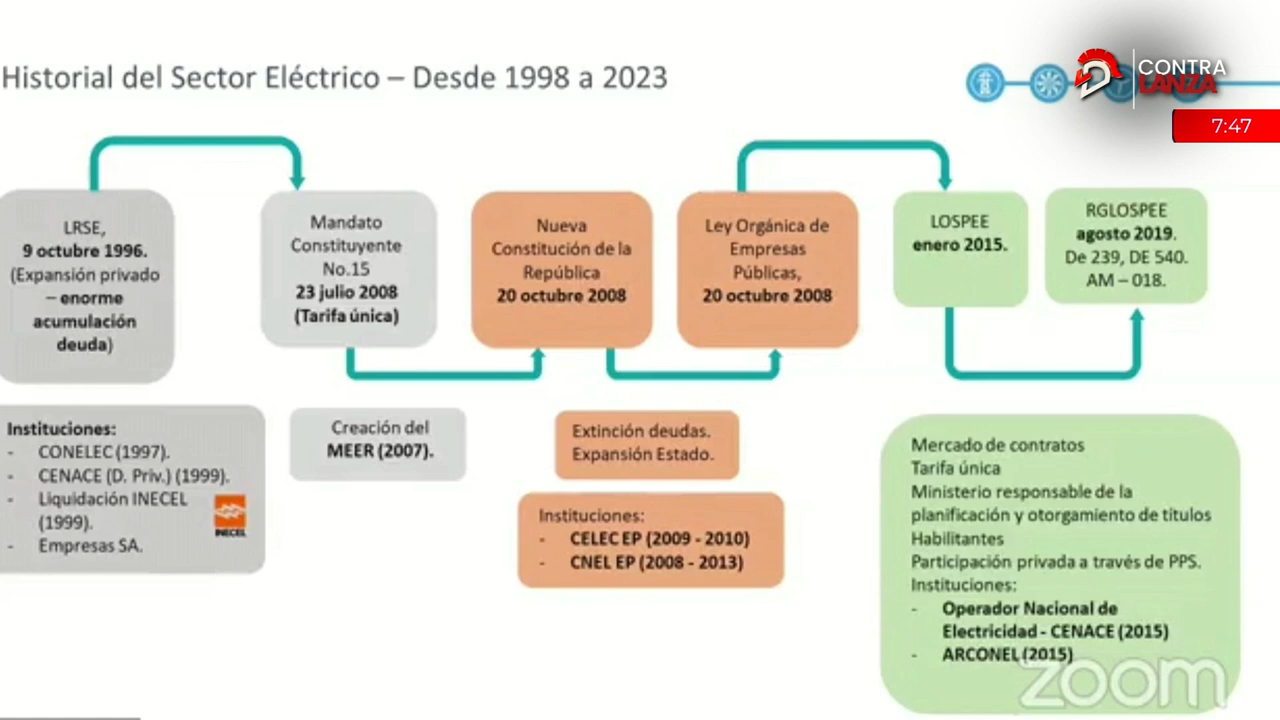 Historial del Sector Eléctrico – Desde 1998 a 2023
CONTRA
LANZA
7:47
LRSE,
9 octubre 1996.
(Expansión privado
– enorme
acumulación
deuda)
Mandato
Constituyente
No.15
23 julio 2008
(Tarifa única)
Nueva
Constitución de la
República
20 octubre 2008
Ley Orgánica de
Empresas
Públicas,
20 octubre 2008
LOSPEE
enero 2015.
RGLOSPEE
agosto 2019.
De 239, DE 540.
AM – 018.
Instituciones:
- CONELEC (1997).
- CENACE (D. Priv.) (1999).
- Liquidación INECEL
(1999).
- Empresas SA.
INECEL
Creación del
MEER (2007).
Extinción deudas.
Expansión Estado.
Instituciones:
- CELEC EP (2009 - 2010)
- CNEL EP (2008 - 2013)
Mercado de contratos
Tarifa única
Ministerio responsable de la
planificación y otorgamiento de títulos
Habilitantes
Participación privada a través de PPS.
Instituciones:
- Operador Nacional de
Electricidad - CENACE (2015)
- ARCONEL (2015)
zoom